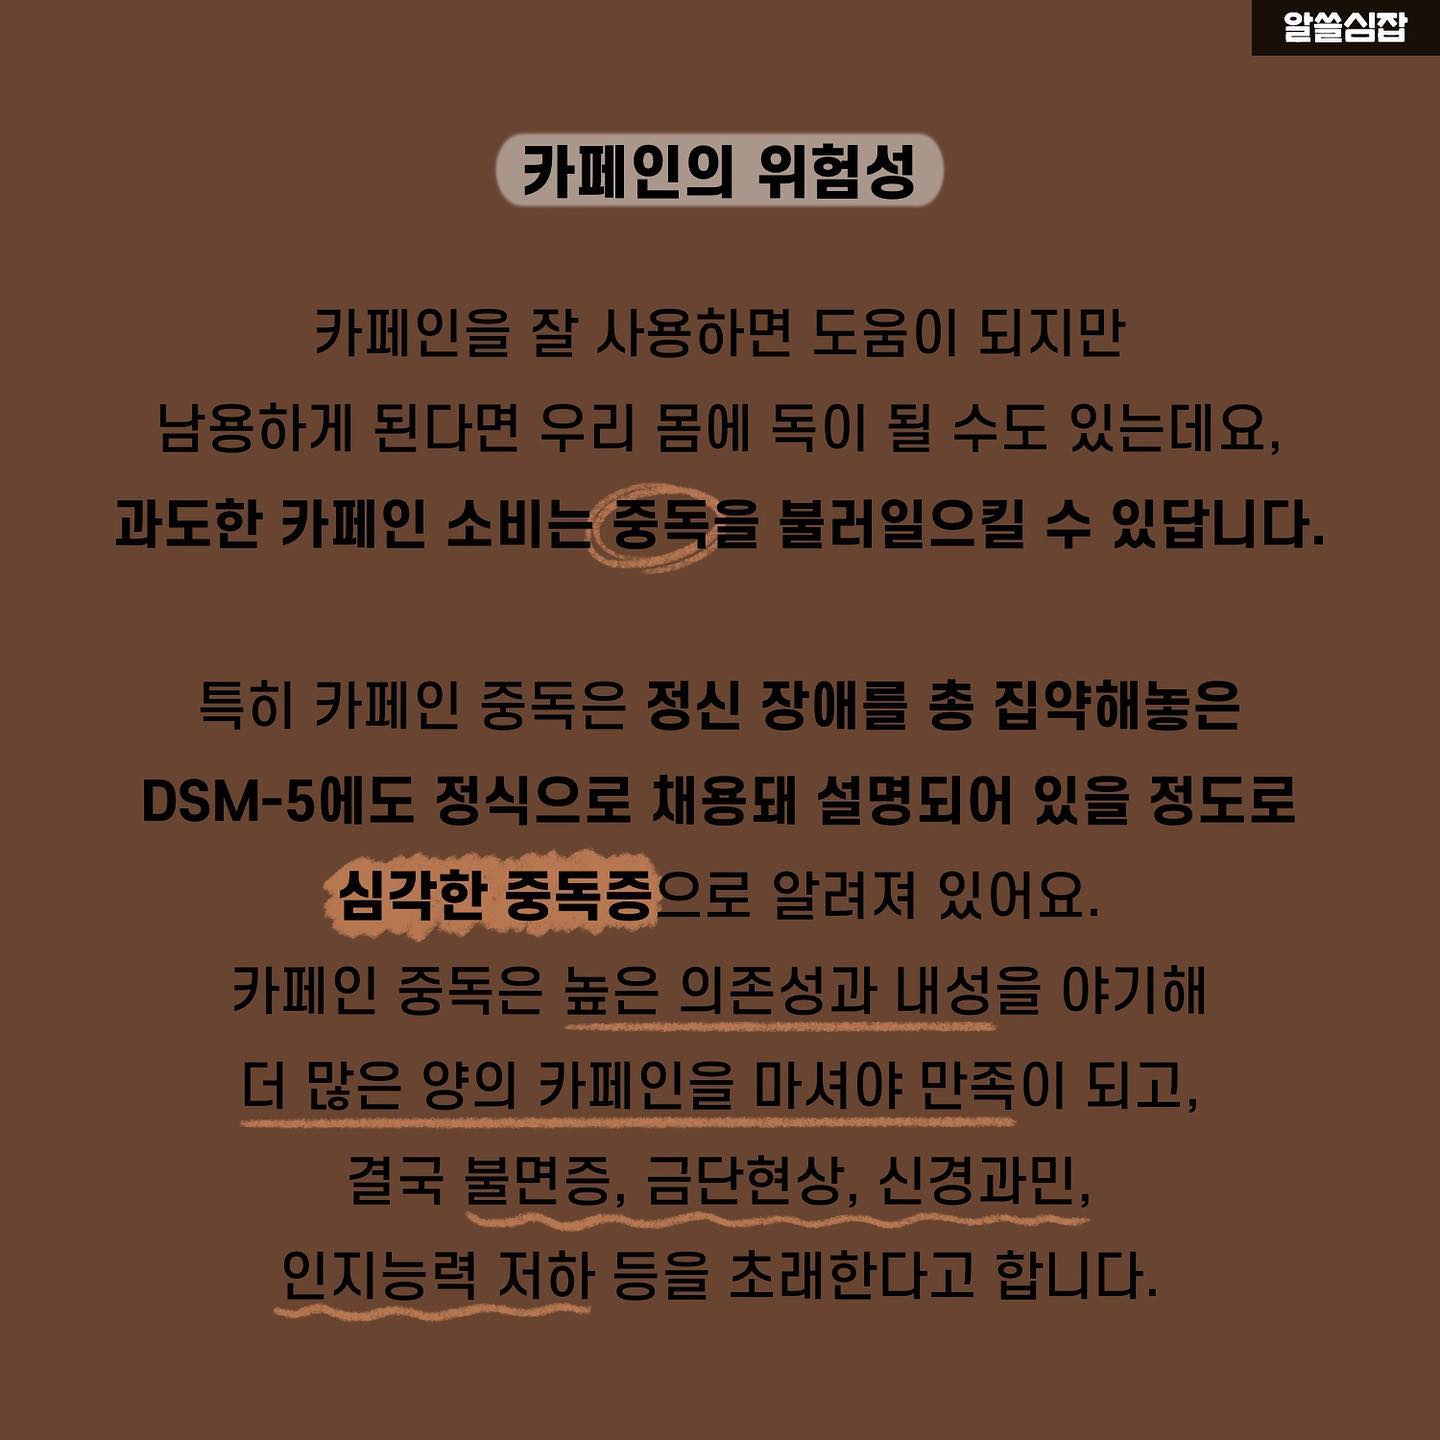 알쓸심잡
카페인의 위험성
카페인을 잘 사용하면 도움이 되지만
남용하게 된다면 우리 몸에 독이 될 수도 있는데요,
과도한 카페인 소비는 중독을 불러일으킬 수 있답니다.
특히 카페인 중독은 정신 장애를 총 집약해놓은
DSM-5에도 정식으로 채용돼 설명되어 있을 정도로
심각한 중독증으로 알려져 있어요.
카페인 중독은 높은 의존성과 내성을 야기해
더 많은 양의 카페인을 마셔야 만족이 되고,
결국 불면증, 금단현상, 신경과민,
인지능력 저하 등을 초래한다고 합니다.